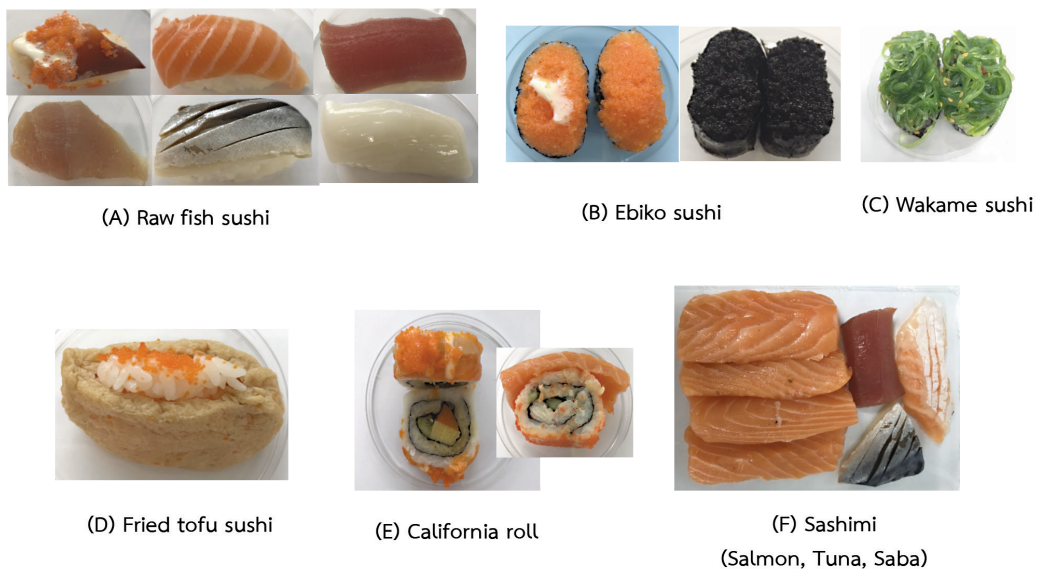 (A) Raw fish sushi
(B) Ebiko sushi
(C) Wakame sushi
(D) Fried tofu sushi
(E) California roll
(F) Sashimi
(Salmon, Tuna, Saba)